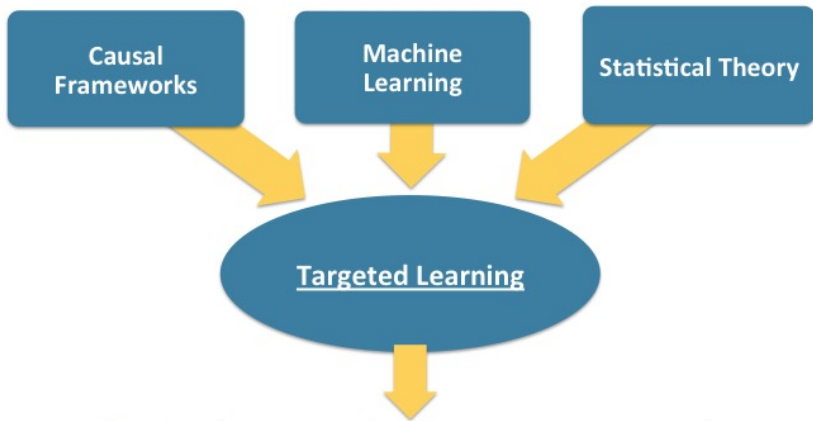 Causal
Frameworks
Machine
Learning
Statistical Theory
Targeted Learning